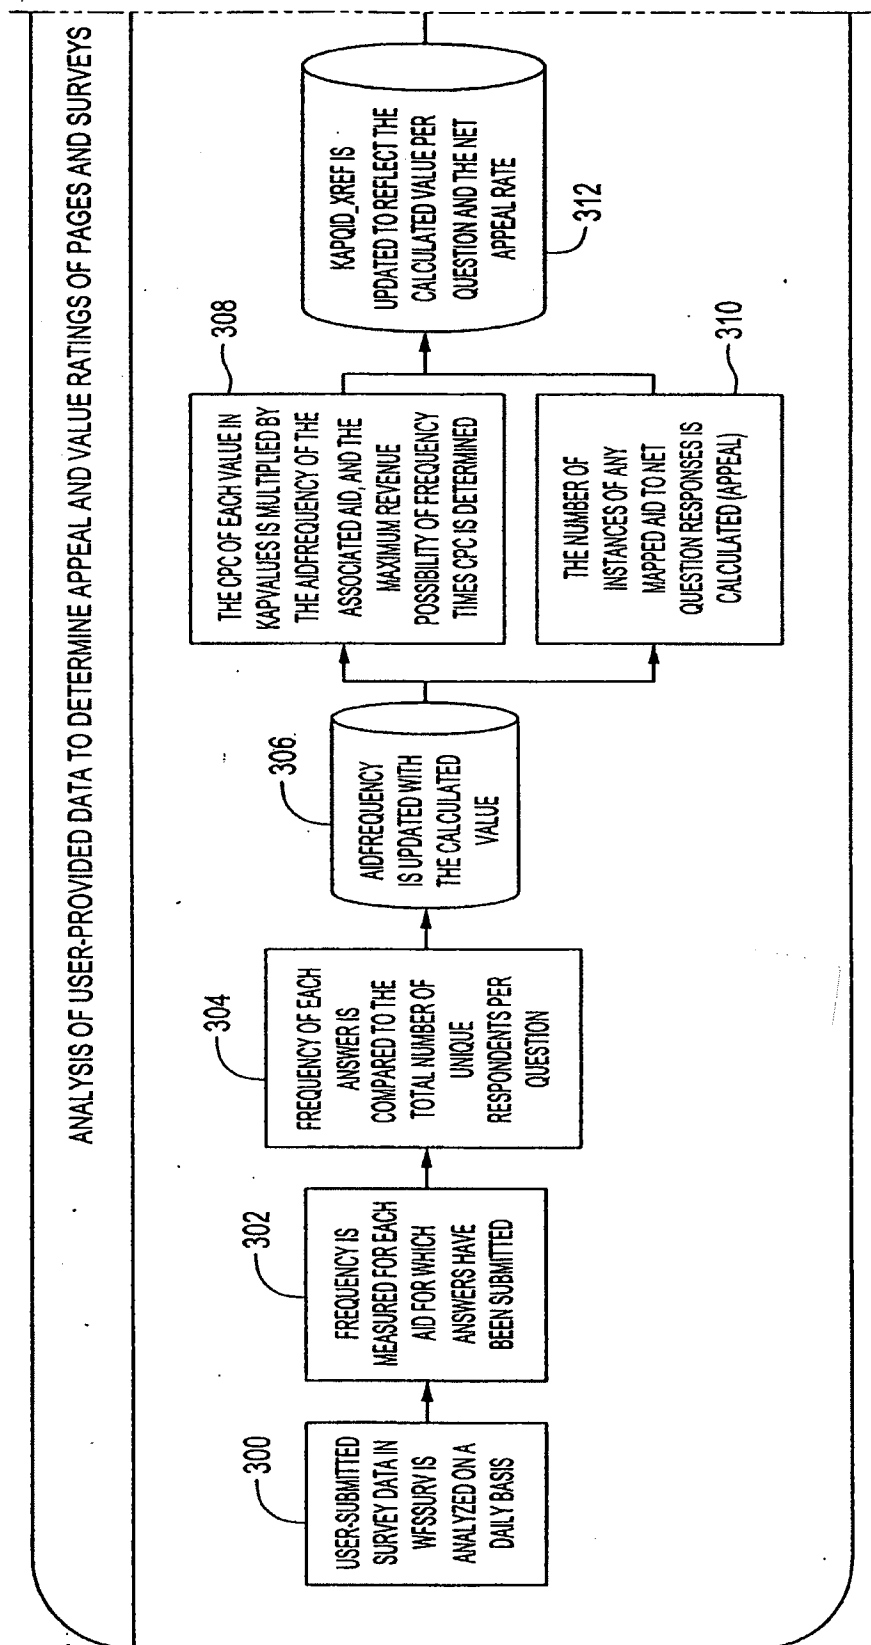 ANALYSIS OF USER-PROVIDED DATA TO DETERMINE APPEAL AND VALUE RATINGS OF PAGES AND SURVEYS
300
USER-SUBMITTED
SURVEY DATA IN
WFSSURV IS
ANALYZED ON A
DAILY BASIS
302
FREQUENCY IS
MEASURED FOR EACH
AID FOR WHICH
ANSWERS HAVE
BEEN SUBMITTED
304
FREQUENCY OF EACH
ANSWER IS
COMPARED TO THE
TOTAL NUMBER OF
UNIQUE
RESPONDENTS PER
QUESTION
306
AIDFREQUENCY
IS UPDATED WITH
THE CALCULATED
VALUE
308
THE CPC OF EACH VALUE IN
KAPVALUES IS MULTIPLIED BY
THE AIDFREQUENCY OF THE
ASSOCIATED AID, AND THE
MAXIMUM REVENUE
POSSIBILITY OF FREQUENCY
TIMES CPC IS DETERMINED
310
THE NUMBER OF
INSTANCES OF ANY
MAPPED AID TO NET
QUESTION RESPONSES IS
CALCULATED (APPEAL)
KAPQID_XREF IS
UPDATED TO REFLECT THE
CALCULATED VALUE PER
QUESTION AND THE NET
APPEAL RATE
312